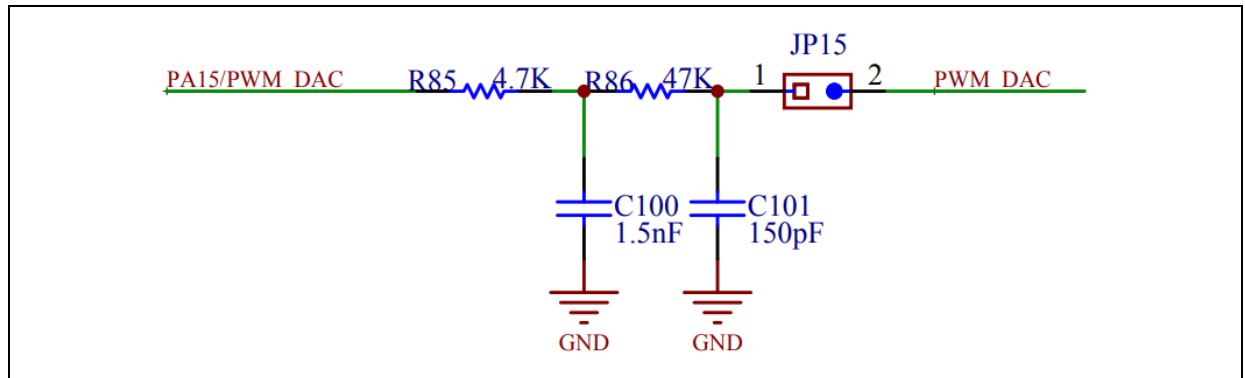 JP15
PA15/PWM_DAC R85 4.7K R86 47K 1 2 PWM_DAC
C100 C101
1.5nF 150pF
GND GND